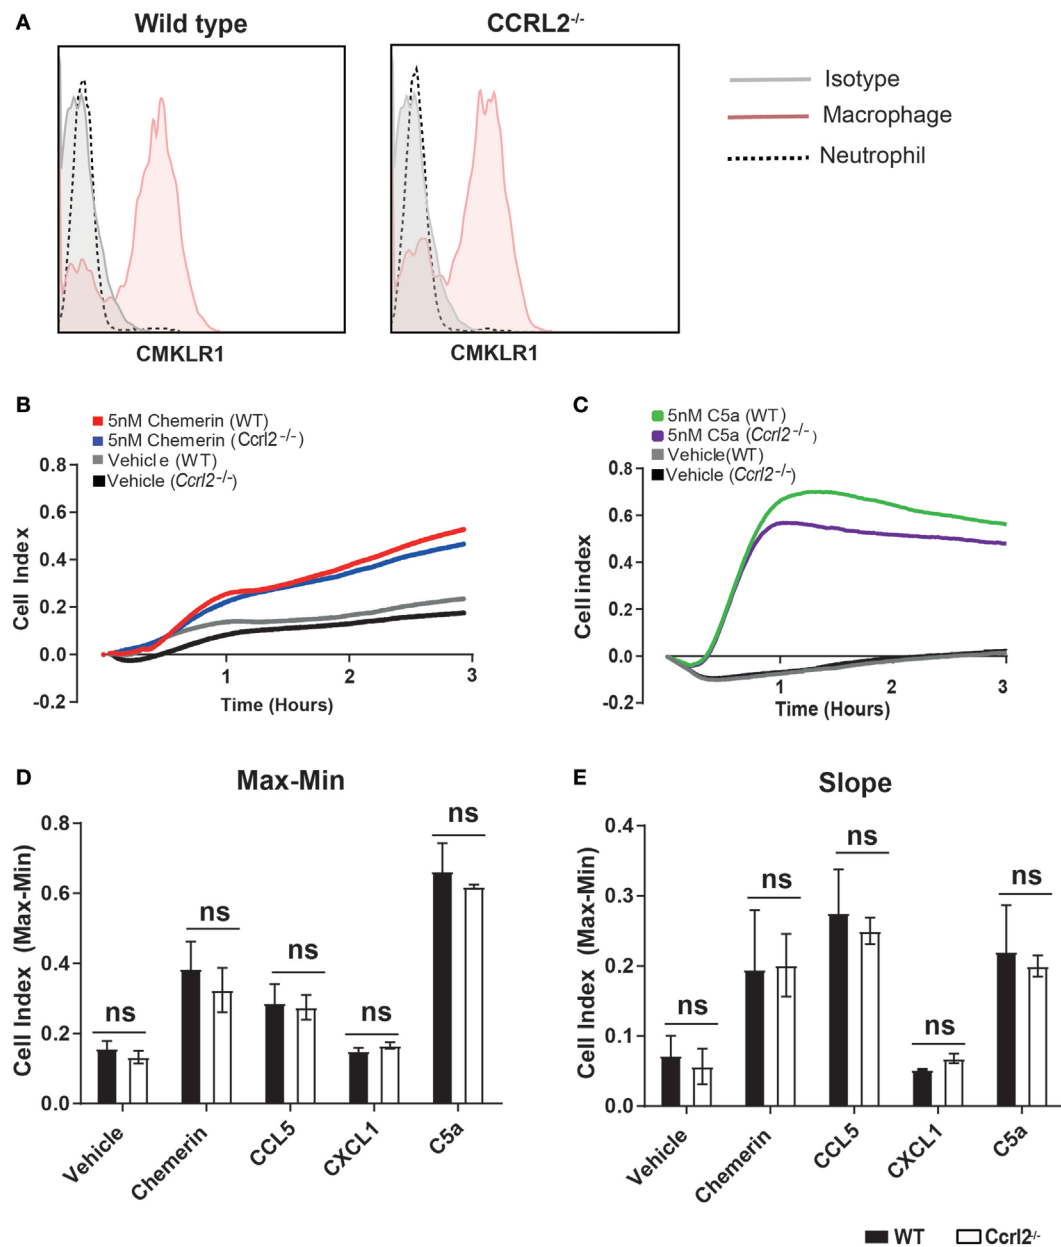 A
Wild type
CCRL2-/-
Isotype
Macrophage
Neutrophil
CMKLR1
CMKLR1
B
5nM Chemerin (WT)
5nM Chemerin (Ccrl2-/-)
Vehicle (WT)
Vehicle (Ccrl2-/-)
0.8
0.6
0.4
0.2
0.0
-0.2
Cell Index
1
2
3
Time (Hours)
C
5nM C5a (WT)
5nM C5a (Ccrl2-/-)
Vehicle(WT)
Vehicle (Ccrl2-/-)
0.8
0.6
0.4
0.2
0.0
-0.2
Cell index
1
2
3
Time (Hours)
D
Max-Min
0.8
0.6
0.4
0.2
0.0
Cell Index (Max-Min)
ns
ns
ns
ns
ns
Vehicle
Chemerin
CCL5
CXCL1
C5a
E
Slope
0.4
0.3
0.2
0.1
0.0
Cell Index (Max-Min)
ns
ns
ns
ns
ns
Vehicle
Chemerin
CCL5
CXCL1
C5a
WT
Ccrl2-/-